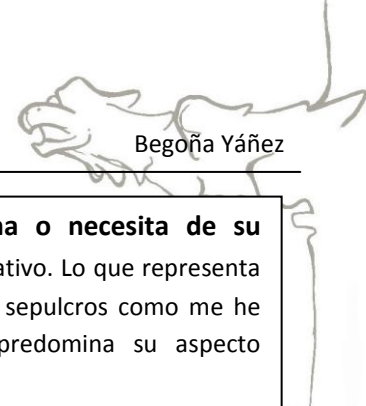 Begoña Yáñez
na o necesita de su
ativo. Lo que representa
sepulcros como me he
predomina su aspecto